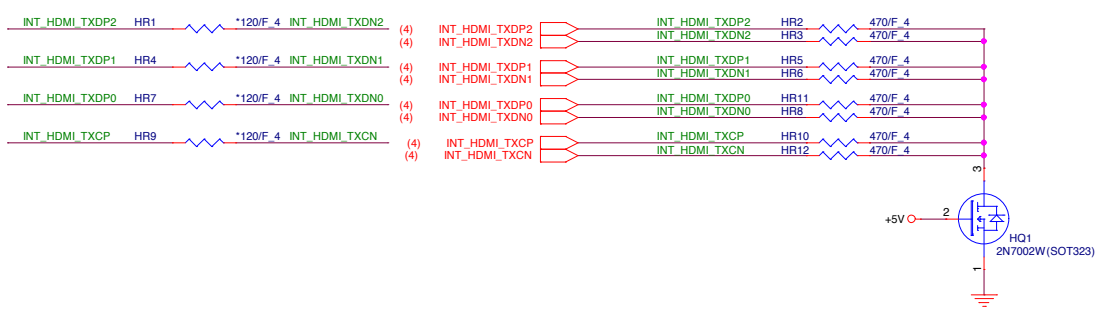 INT_HDMI_TXDP2 HR1 *120/F_4 INT_HDMI_TXDN2
INT_HDMI_TXDP1 HR4 *120/F_4 INT_HDMI_TXDN1
INT_HDMI_TXDP0 HR7 *120/F_4 INT_HDMI_TXDN0
INT_HDMI_TXCP HR9 *120/F_4 INT_HDMI_TXCN
(4) INT_HDMI_TXDP2 INT_HDMI_TXDP2 HR2 470/F_4
(4) INT_HDMI_TXDN2 INT_HDMI_TXDN2 HR3 470/F_4
(4) INT_HDMI_TXDP1 INT_HDMI_TXDP1 HR5 470/F_4
(4) INT_HDMI_TXDN1 INT_HDMI_TXDN1 HR6 470/F_4
(4) INT_HDMI_TXDP0 INT_HDMI_TXDP0 HR11 470/F_4
(4) INT_HDMI_TXDN0 INT_HDMI_TXDN0 HR8 470/F_4
(4) INT_HDMI_TXCP INT_HDMI_TXCP HR10 470/F_4
(4) INT_HDMI_TXCN INT_HDMI_TXCN HR12 470/F_4
3
+5V 2
HQ1
2N7002W(SOT323)
1